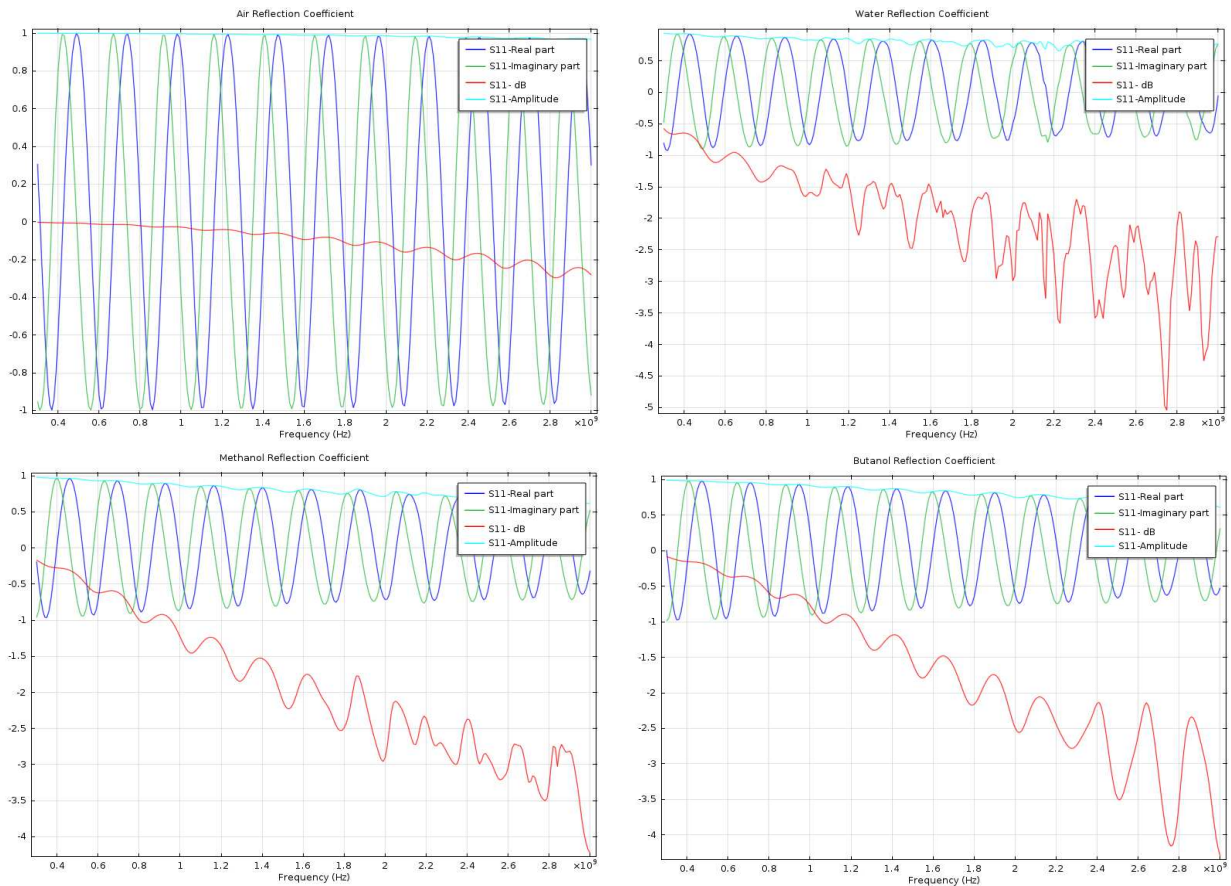 Air Reflection Coefficient
1
0.8
0.6
0.4
0.2
0
-0.2
-0.4
-0.6
-0.8
-1
S11-Real part
S11-Imaginary part
S11- dB
S11-Amplitude
0.4 0.6 0.8 1 1.2 1.4 1.6 1.8 2 2.2 2.4 2.6 2.8 ×10⁹
Frequency (Hz)
Water Reflection Coefficient
0.5
0
-0.5
-1
-1.5
-2
-2.5
-3
-3.5
-4
-4.5
-5
S11-Real part
S11-Imaginary part
S11- dB
S11-Amplitude
0.4 0.6 0.8 1 1.2 1.4 1.6 1.8 2 2.2 2.4 2.6 2.8 ×10⁹
Frequency (Hz)
Methanol Reflection Coefficient
1
0.5
0
-0.5
-1
-1.5
-2
-2.5
-3
-3.5
-4
S11-Real part
S11-Imaginary part
S11- dB
S11-Amplitude
0.4 0.6 0.8 1 1.2 1.4 1.6 1.8 2 2.2 2.4 2.6 2.8 ×10⁹
Frequency (Hz)
Butanol Reflection Coefficient
1
0.5
0
-0.5
-1
-1.5
-2
-2.5
-3
-3.5
-4
S11-Real part
S11-Imaginary part
S11- dB
S11-Amplitude
0.4 0.6 0.8 1 1.2 1.4 1.6 1.8 2 2.2 2.4 2.6 2.8 ×10⁹
Frequency (Hz)